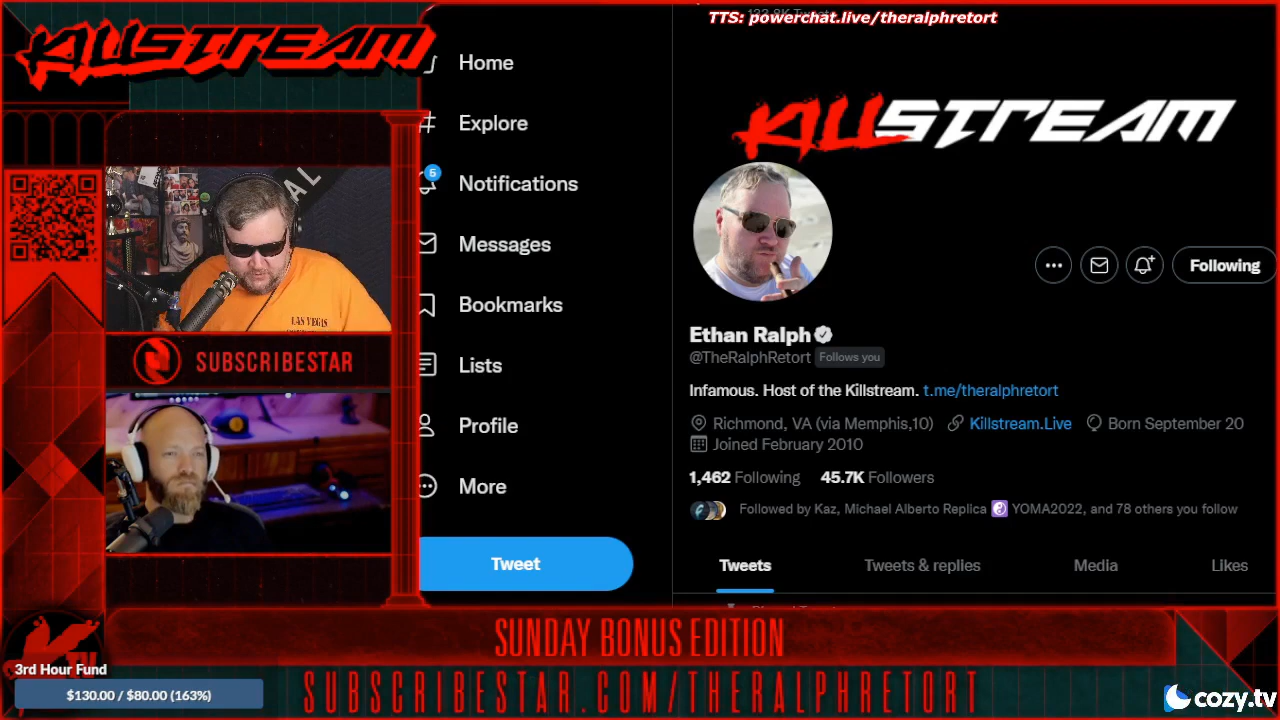 TTS: powerchat.live/theralphretort
KILLSTREAM
Home
Explore
6
Notifications
Messages
Bookmarks
Lists
Profile
More
Tweet
KILLSTREAM
Following
Ethan Ralph
@TheRalphRetort Follows you
Infamous. Host of the Killstream. t.me/theralphretort
Richmond, VA (via Memphis,10) Killstream.Live Born September 20
Joined February 2010
1,462 Following 45.7K Followers
Followed by Kaz, Michael Alberto Replica ☯ YOMA2022, and 78 others you follow
Tweets Tweets & replies Media Likes
AL
LAS VEGAS
SUBSCRIBESTAR
SUNDAY BONUS EDITION
3rd Hour Fund
$130.00 / $80.00 (163%)
SUBSCRIBESTAR.COM/THERALPHRETORT
cozy.tv